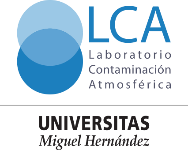 LCA
Laboratorio
Contaminación
Atmosférica
UNIVERSITAS
Miguel Hernández